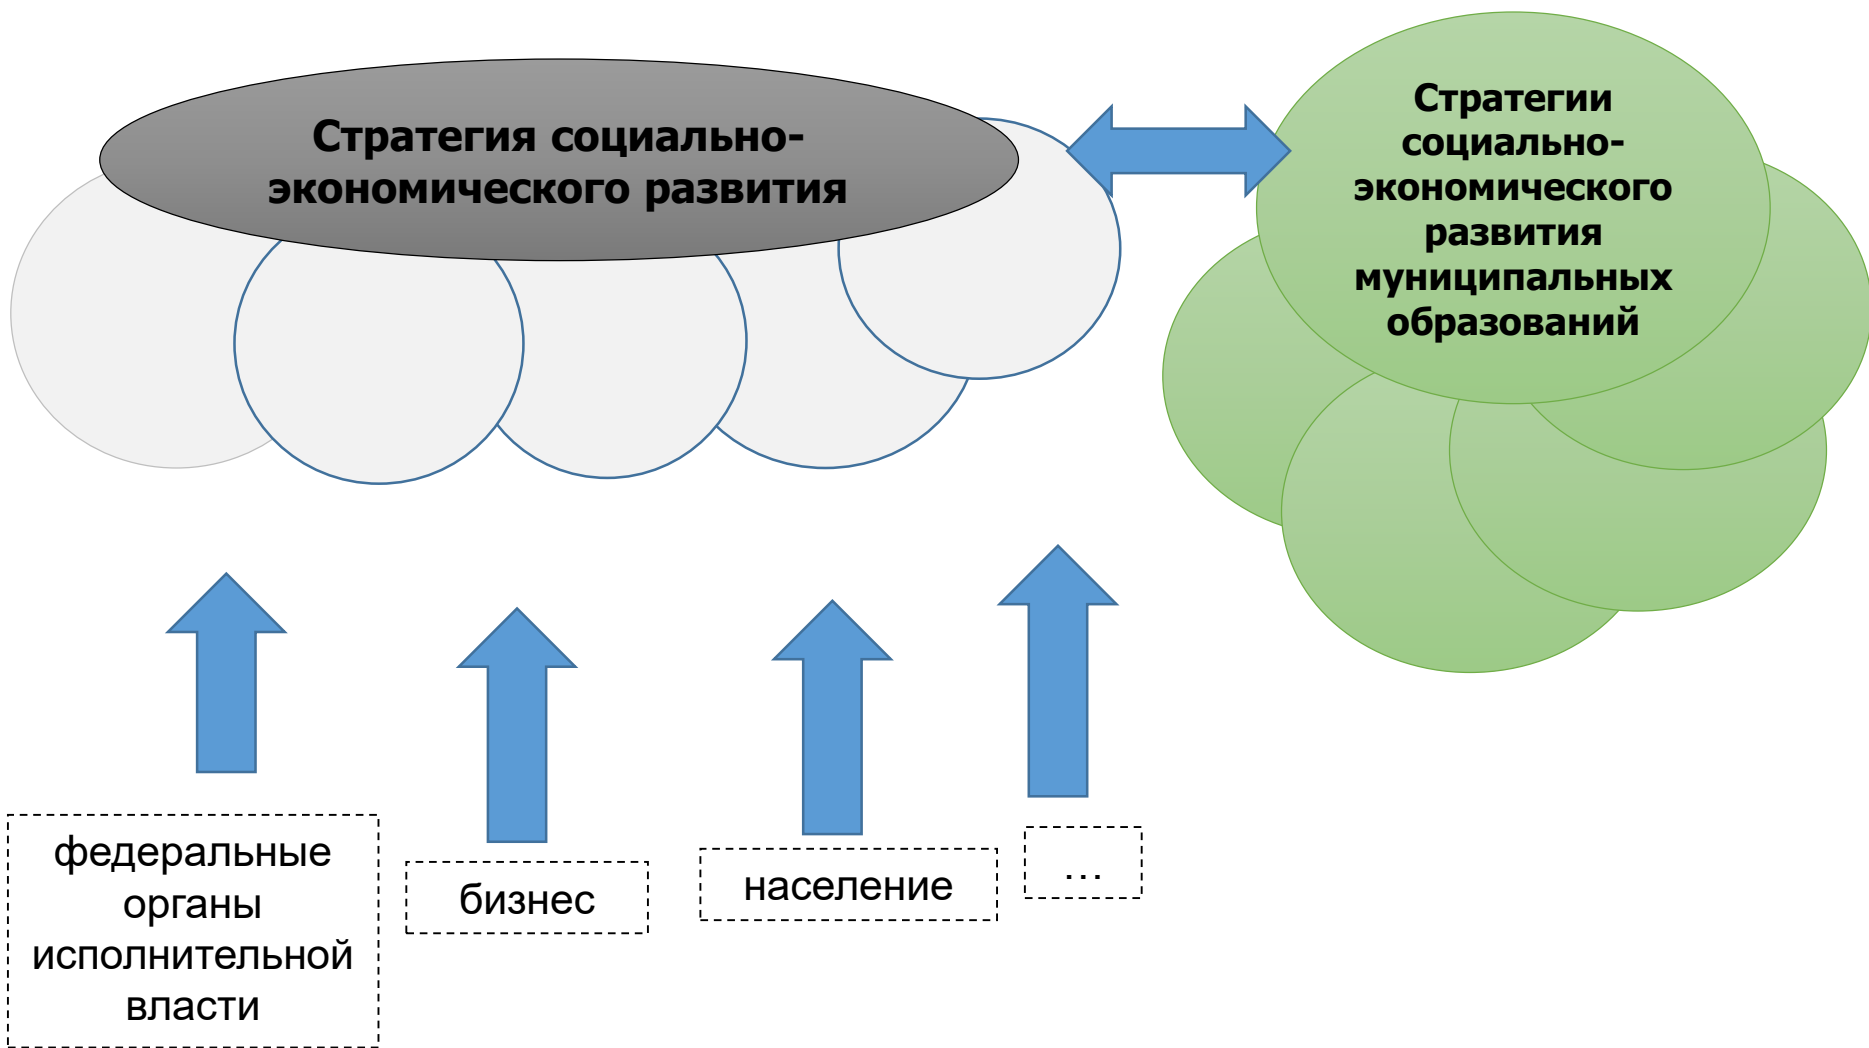 Стратегия социально-
экономического развития
Стратегии
социально-
экономического
развития
муниципальных
образований
федеральные
органы
исполнительной
власти
бизнес
население
...